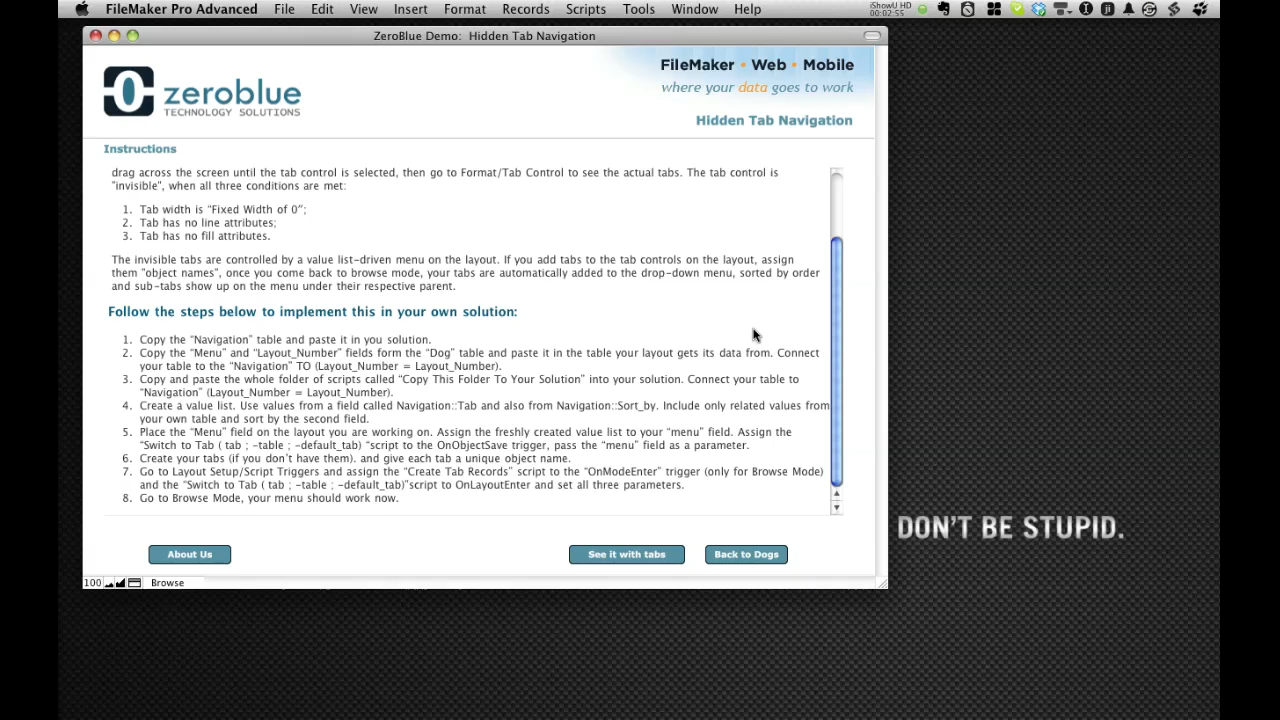 FileMaker Pro Advanced File Edit View Insert Format Records Scripts Tools Window Help iShowU HD 00:02:55
ZeroBlue Demo: Hidden Tab Navigation
zeroblue
TECHNOLOGY SOLUTIONS
FileMaker • Web • Mobile
where your data goes to work
Hidden Tab Navigation
Instructions
drag across the screen until the tab control is selected, then go to Format/Tab Control to see the actual tabs. The tab control is
"invisible", when all three conditions are met:
1. Tab width is "Fixed Width of 0";
2. Tab has no line attributes;
3. Tab has no fill attributes.
The invisible tabs are controlled by a value list-driven menu on the layout. If you add tabs to the tab controls on the layout, assign
them "object names", once you come back to browse mode, your tabs are automatically added to the drop-down menu, sorted by order
and sub-tabs show up on the menu under their respective parent.
Follow the steps below to implement this in your own solution:
1. Copy the "Navigation" table and paste it in you solution.
2. Copy the "Menu" and "Layout_Number" fields form the "Dog" table and paste it in the table your layout gets its data from. Connect
your table to the "Navigation" TO (Layout_Number = Layout_Number).
3. Copy and paste the whole folder of scripts called "Copy This Folder To Your Solution" into your solution. Connect your table to
"Navigation" (Layout_Number = Layout_Number).
4. Create a value list. Use values from a field called Navigation::Tab and also from Navigation::Sort_by. Include only related values from
your own table and sort by the second field.
5. Place the "Menu" field on the layout you are working on. Assign the freshly created value list to your "menu" field. Assign the
"Switch to Tab ( tab ; -table ; -default_tab) "script to the OnObjectSave trigger, pass the "menu" field as a parameter.
6. Create your tabs (if you don't have them). and give each tab a unique object name.
7. Go to Layout Setup/Script Triggers and assign the "Create Tab Records" script to the "OnModeEnter" trigger (only for Browse Mode)
and the "Switch to Tab ( tab ; -table ; -default_tab)"script to OnLayoutEnter and set all three parameters.
8. Go to Browse Mode, your menu should work now.
DON'T BE STUPID.
About Us See it with tabs Back to Dogs
100 Browse